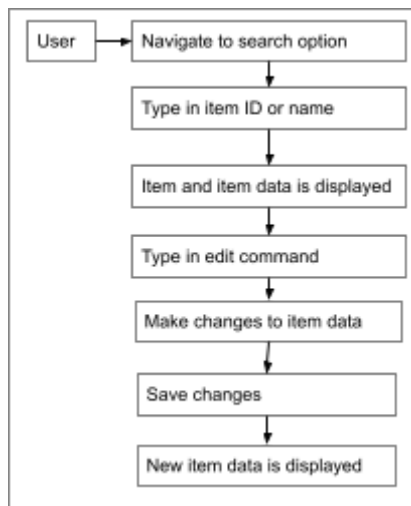 User
Navigate to search option
Type in item ID or name
Item and item data is displayed
Type in edit command
Make changes to item data
Save changes
New item data is displayed